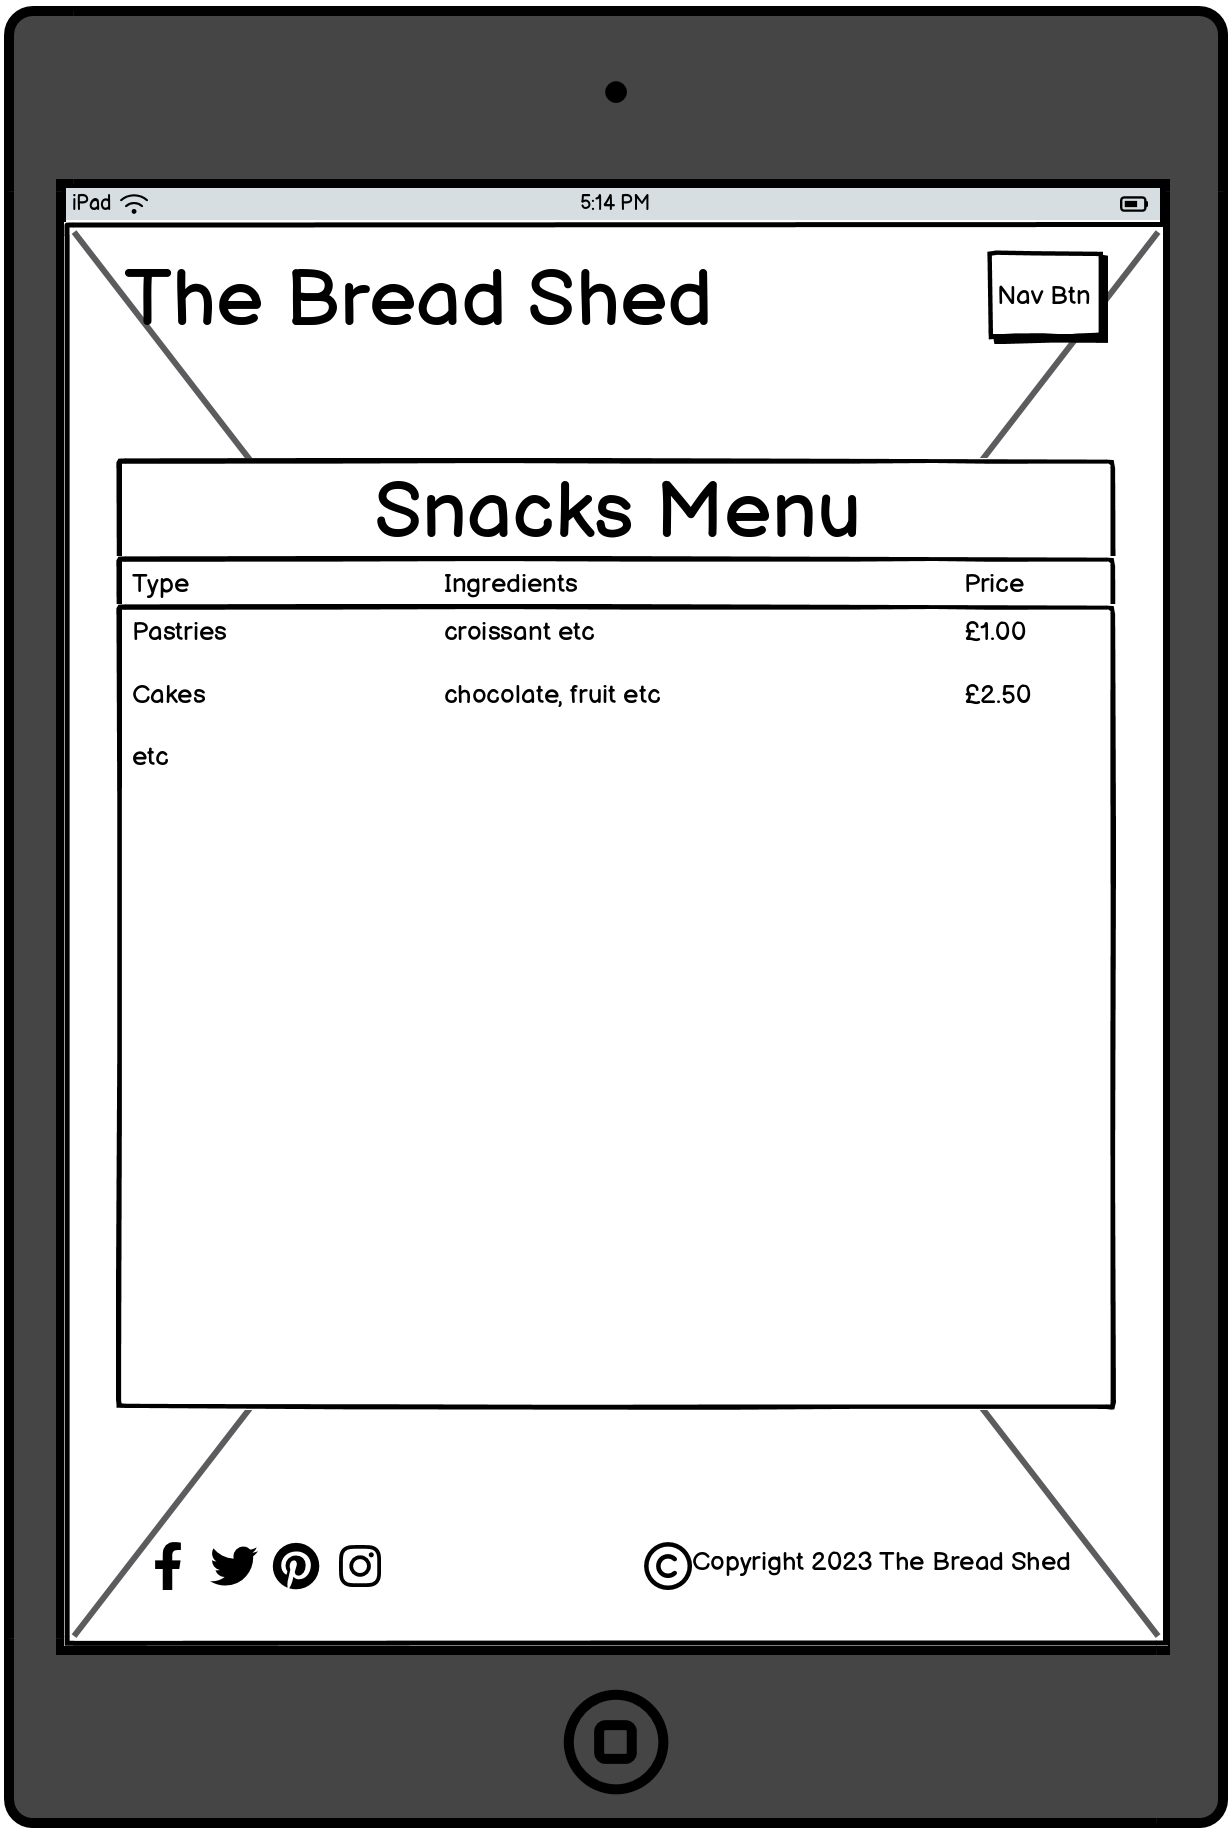 iPad 5:14 PM
The Bread Shed
Nav Btn
Snacks Menu
Type Ingredients Price
Pastries croissant etc £1.00
Cakes chocolate, fruit etc £2.50
etc
©Copyright 2023 The Bread Shed